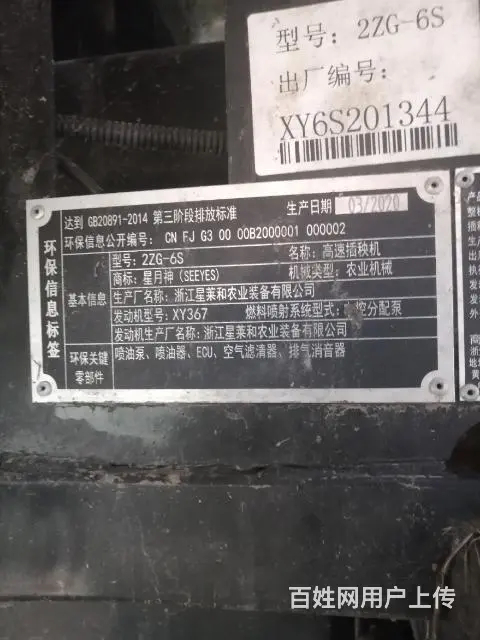 型号: 2ZG-6S
出厂编号:
XY6S201344
达到 GB20891-2014 第三阶段排放标准
生产日期 03/2020
环保信息公开编号: CN FJ G3 00 00B2000001 000002
环保信息标签
基本信息
型号: 2ZG-6S
名称: 高速插秧机
商标: 星月神(SEEYES)
机械类型: 农业机械
生产厂名称: 浙江星莱和农业装备有限公司
发动机型号: XY367
燃料喷射系统型式: 控分配泵
发动机生产厂名称: 浙江星莱和农业装备有限公司
环保关键零部件
喷油泵、喷油器、ECU、空气滤清器、排气消音器
百姓网用户上传